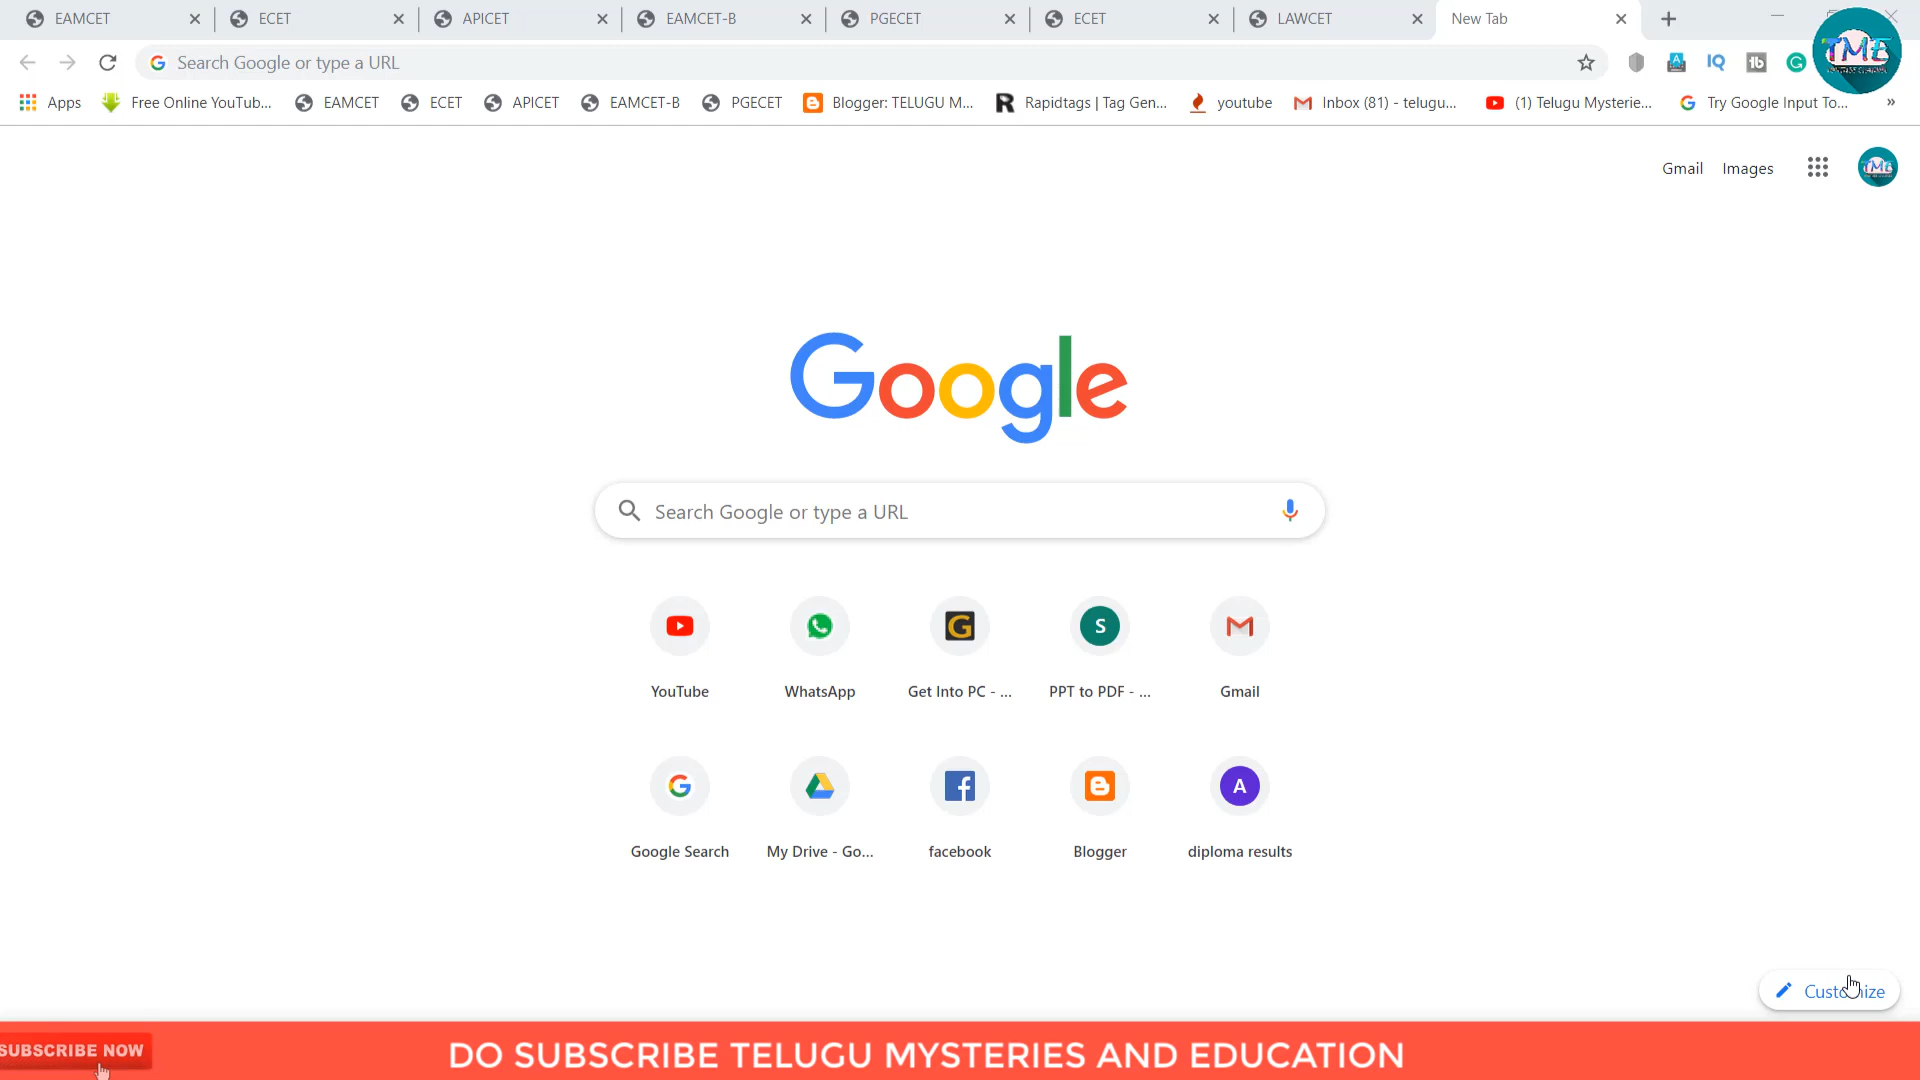 EAMCET ECET APICET EAMCET-B PGECET ECET LAWCET New Tab
Search Google or type a URL
Apps Free Online YouTub... EAMCET ECET APICET EAMCET-B PGECET Blogger: TELUGU M... Rapidtags | Tag Gen... youtube Inbox (81) - telugu... (1) Telugu Mysterie... Try Google Input To... »
TME
Gmail Images
TME
Google
Search Google or type a URL
YouTube WhatsApp Get Into PC - ... PPT to PDF - ... Gmail
Google Search My Drive - Go... facebook Blogger diploma results
Customize
SUBSCRIBE NOW
DO SUBSCRIBE TELUGU MYSTERIES AND EDUCATION